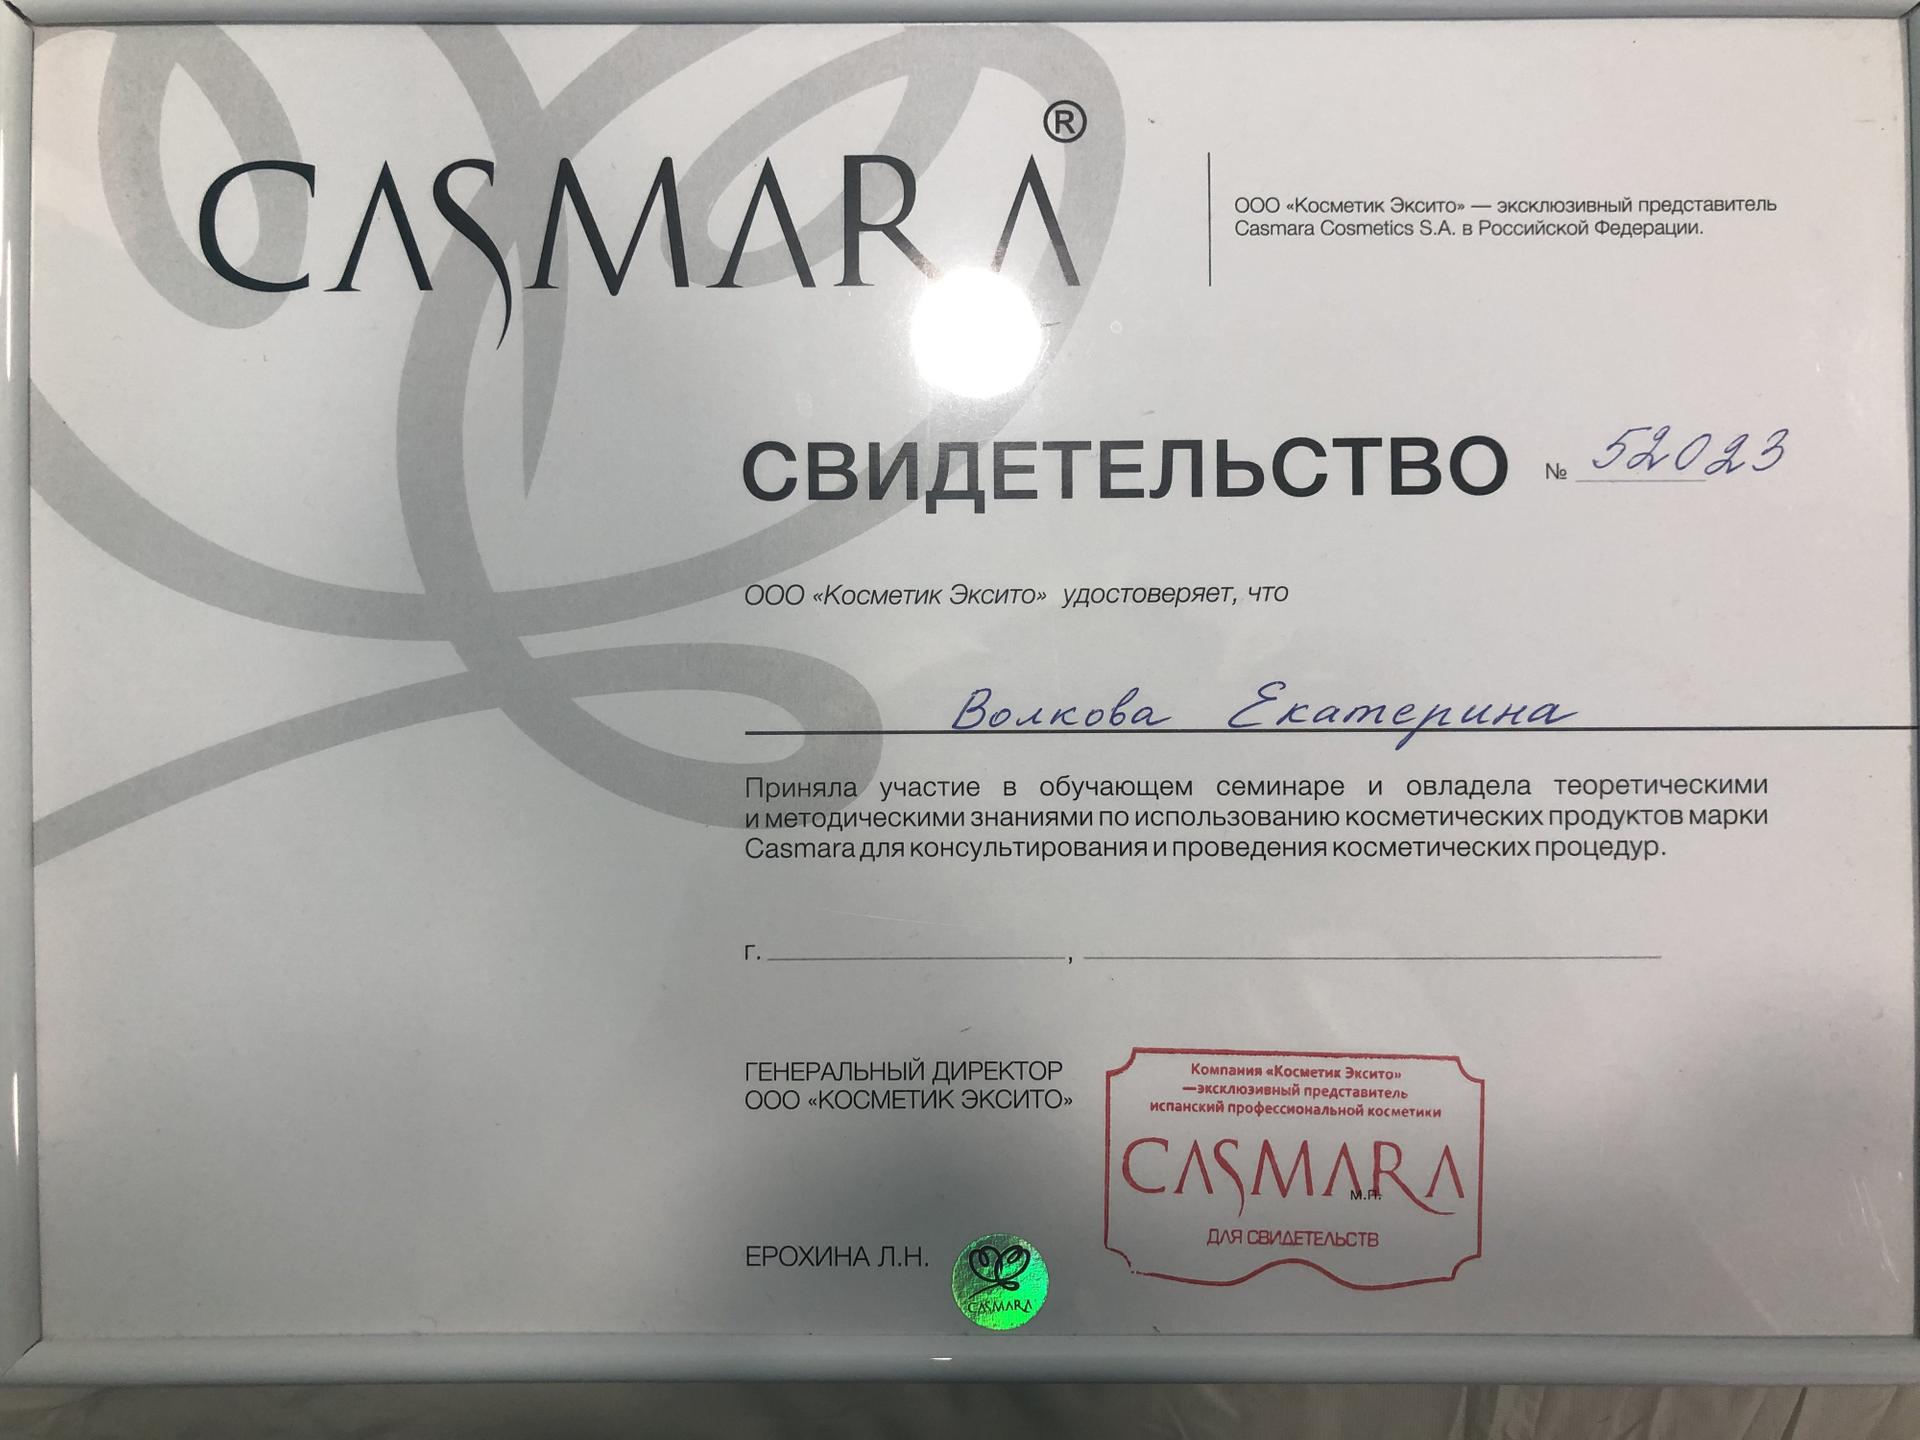 CASMARA®
ООО «Косметик Эксито» — эксклюзивный представитель
Casmara Cosmetics S.A. в Российской Федерации.
СВИДЕТЕЛЬСТВО № 52023
ООО «Косметик Эксито» удостоверяет, что
Волкова Екатерина
Приняла участие в обучающем семинаре и овладела теоретическими
и методическими знаниями по использованию косметических продуктов марки
Casmara для консультирования и проведения косметических процедур.
г. ____________, ____________
ГЕНЕРАЛЬНЫЙ ДИРЕКТОР
ООО «КОСМЕТИК ЭКСИТО»
Компания «Косметик Эксито»
—эксклюзивный представитель
испанский профессиональной косметики
CASMARA
м.п.
ДЛЯ СВИДЕТЕЛЬСТВ
ЕРОХИНА Л.Н.
CASMARA